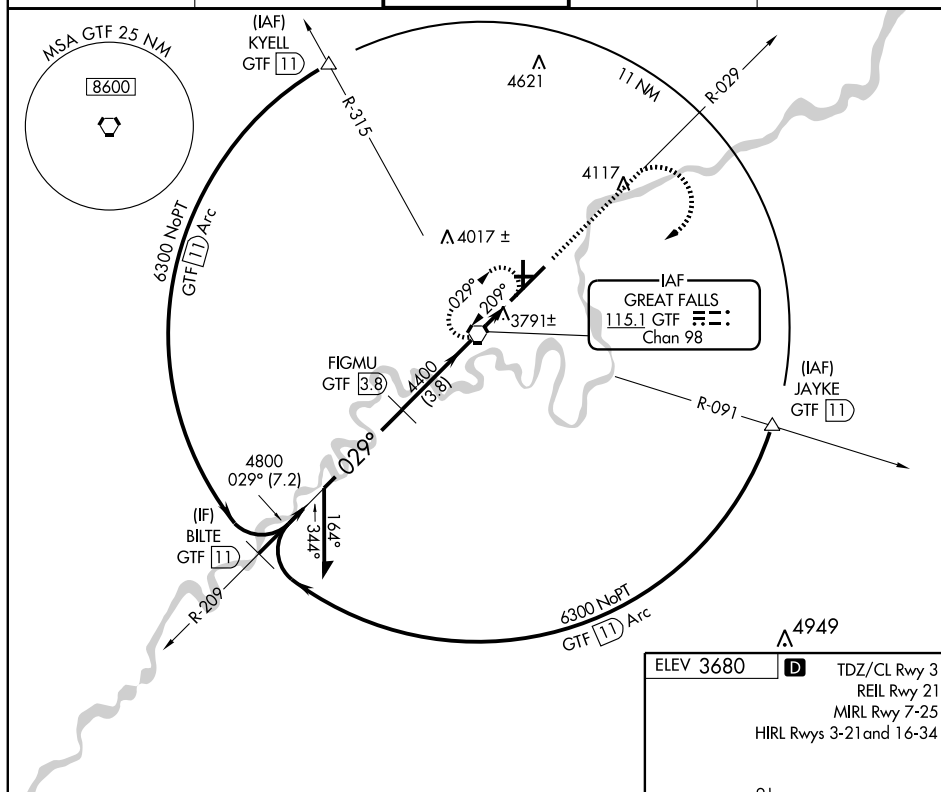 MSA GTF 25 NM
8600
(IAF)
KYELL
GTF 11
R-315
4621
11 NM
R-029
4117
6300 NoPT
GTF 11 Arc
4017 ±
029°
209°
3791±
IAF
GREAT FALLS
115.1 GTF
Chan 98
FIGMU
GTF 3.8
4400
(3.8)
(IAF)
JAYKE
GTF 11
R-091
029°
4800
029° (7.2)
(IF)
BILTE
GTF 11
164°
344°
R-209
6300 NoPT
GTF 11 Arc
4949
ELEV 3680
D
TDZ/CL Rwy 3
REIL Rwy 21
MIRL Rwy 7-25
HIRL Rwys 3-21and 16-34